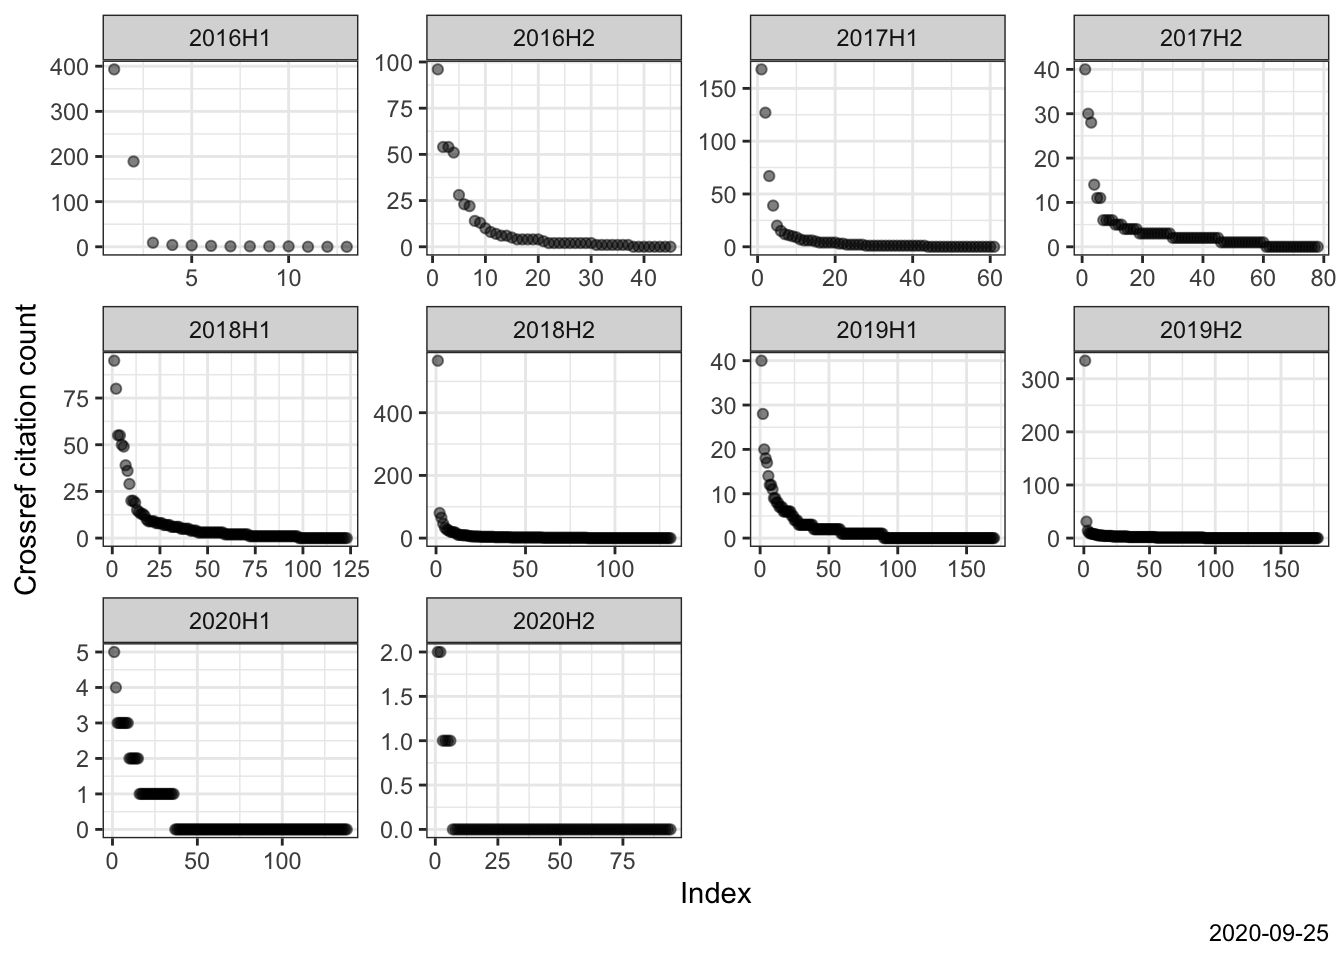 2016H1 2016H2 2017H1 2017H2
400 300 200 100 0
100 75 50 25 0
150 100 50 0
40 30 20 10 0
5 10
0 10 20 30 40
0 20 40 60
0 20 40 60 80
2018H1 2018H2 2019H1 2019H2
75 50 25 0
400 200 0
40 30 20 10 0
300 200 100 0
0 25 50 75 100 125
0 50 100
0 50 100 150
0 50 100 150
2020H1 2020H2
5 4 3 2 1 0
2.0 1.5 1.0 0.5 0.0
0 50 100
0 25 50 75
Crossref citation count
Index
2020-09-25